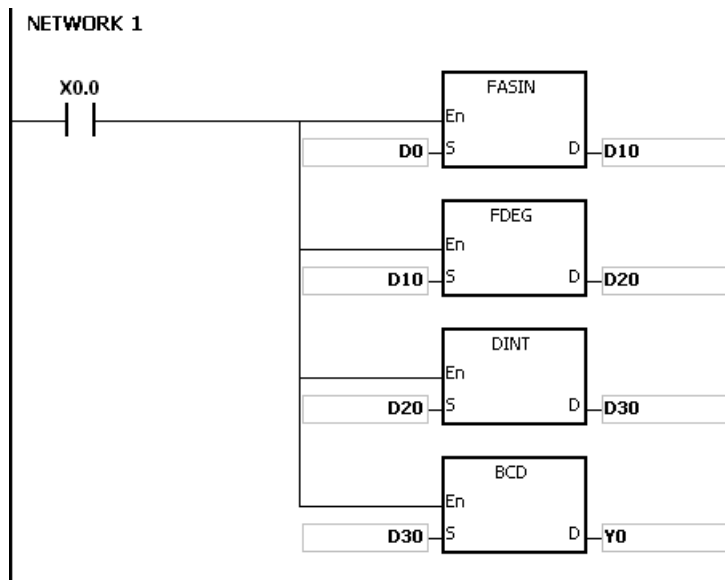 NETWORK 1
X0.0
FASIN
En
D0 S D D10
FDEG
En
D10 S D D20
DINT
En
D20 S D D30
BCD
En
D30 S D Y0